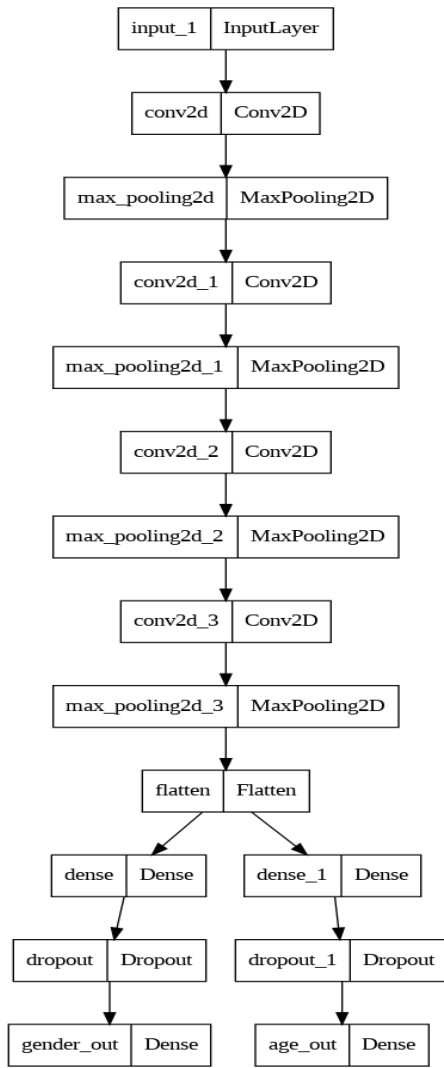 input_1 InputLayer
conv2d Conv2D
max_pooling2d MaxPooling2D
conv2d_1 Conv2D
max_pooling2d_1 MaxPooling2D
conv2d_2 Conv2D
max_pooling2d_2 MaxPooling2D
conv2d_3 Conv2D
max_pooling2d_3 MaxPooling2D
flatten Flatten
dense Dense dense_1 Dense
dropout Dropout dropout_1 Dropout
gender_out Dense age_out Dense